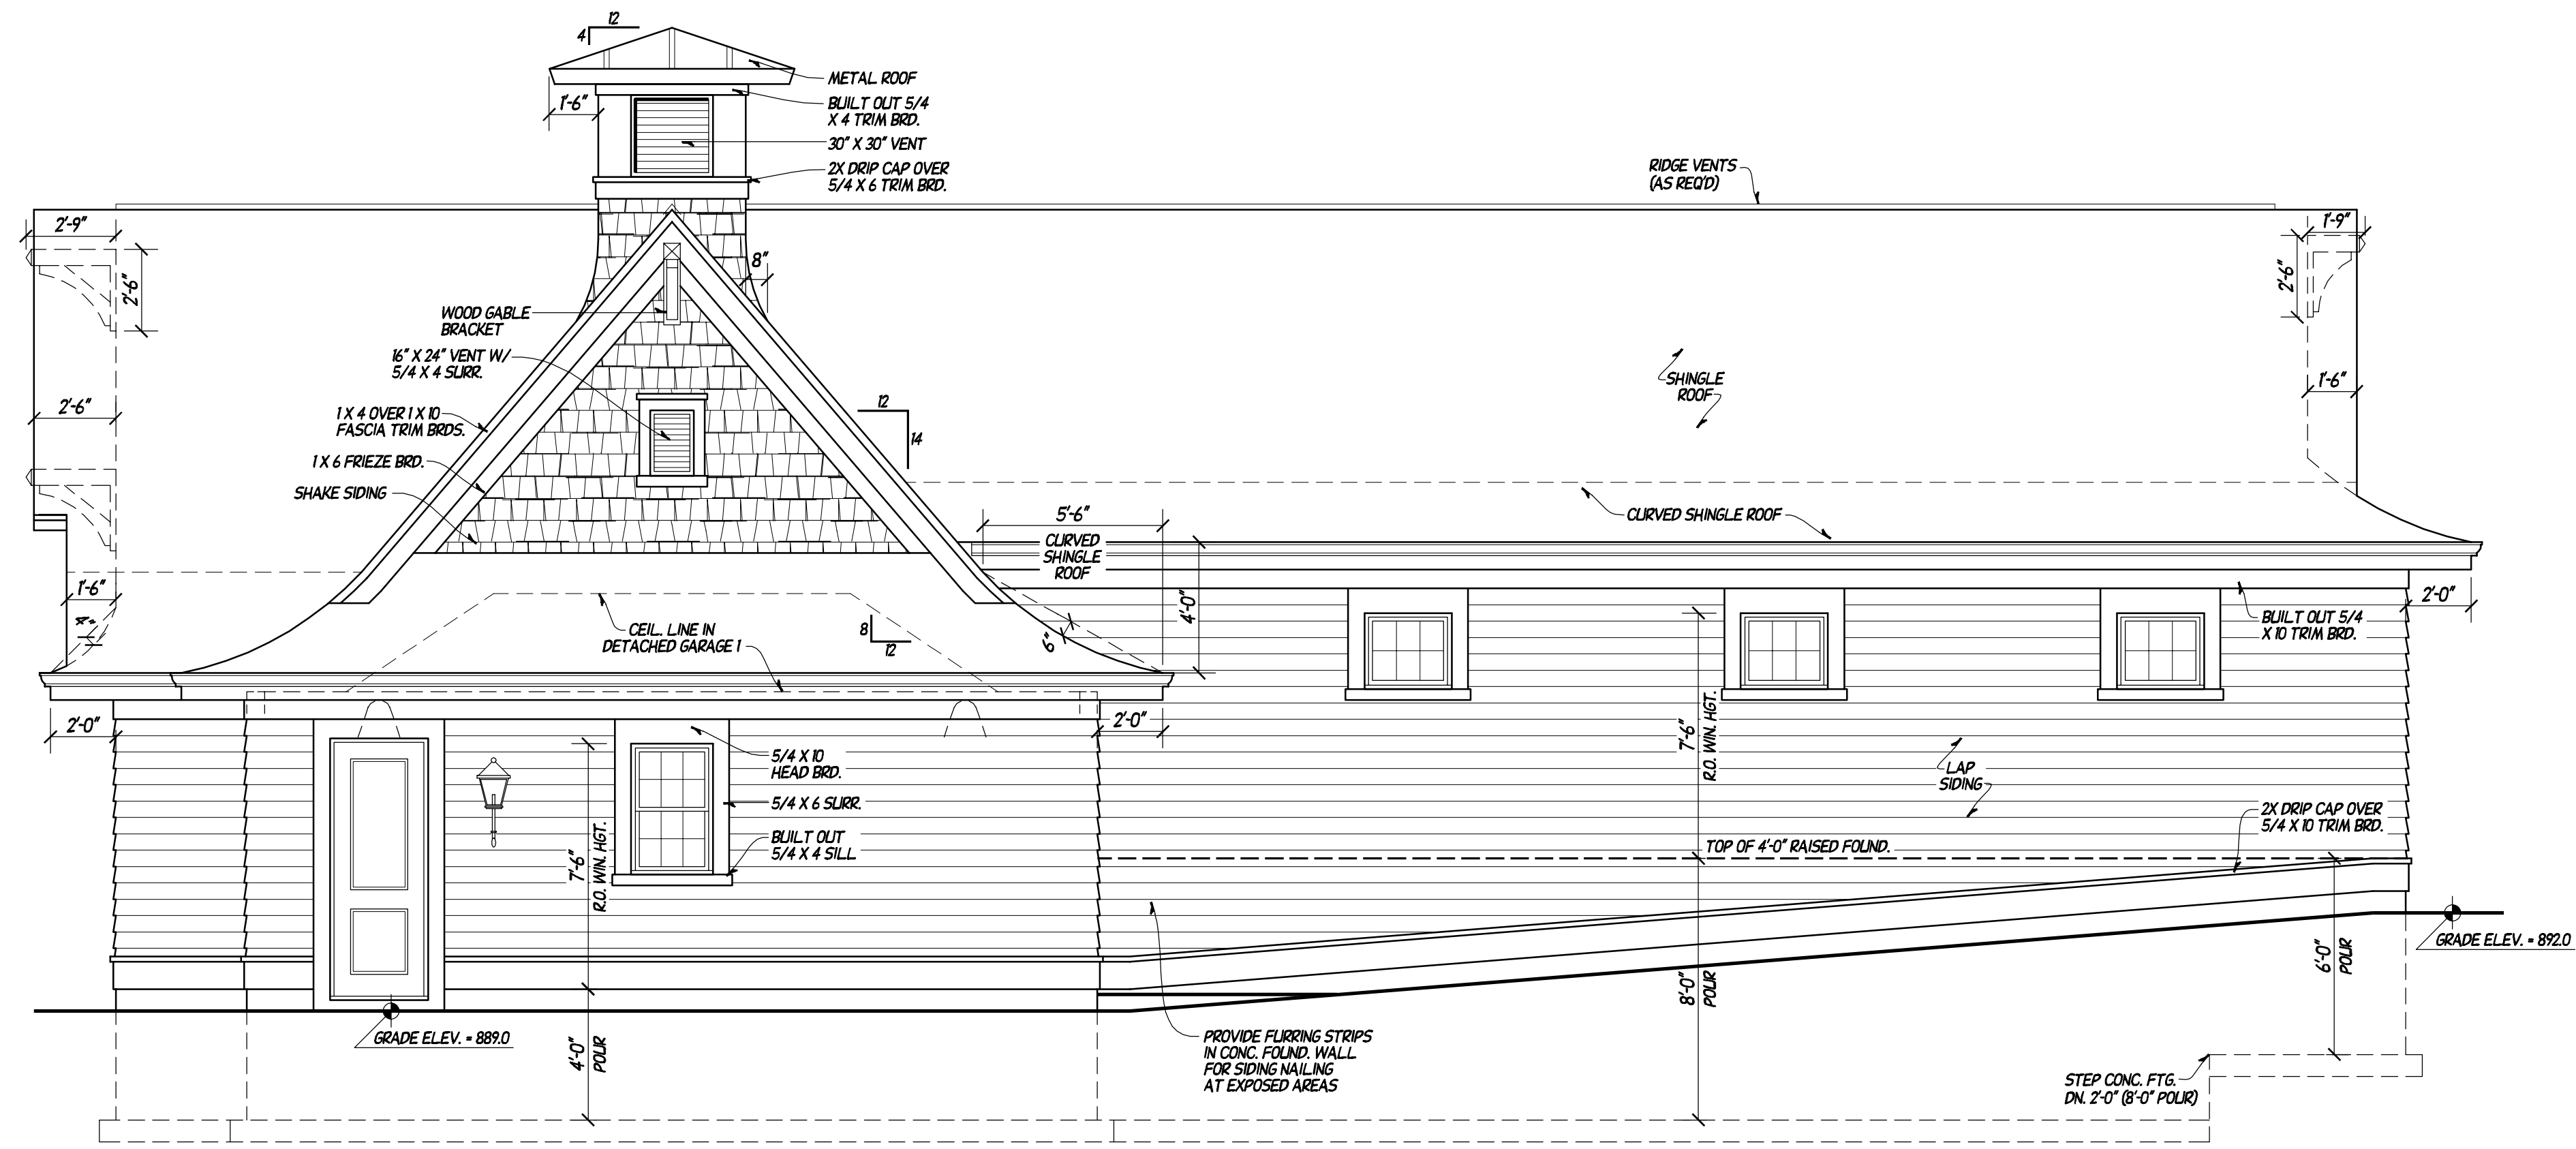 12
4
METAL ROOF
1'-6"
BUILT OUT 5/4
X 4 TRIM BRD.
30" X 30" VENT
2X DRIP CAP OVER
5/4 X 6 TRIM BRD.
RIDGE VENTS
(AS REQ'D)
2'-9"
2'-6"
8"
1'-9"
2'-6"
WOOD GABLE
BRACKET
16" X 24" VENT W/
5/4 X 4 SURR.
2'-6"
1 X 4 OVER 1 X 10
FASCIA TRIM BRDS.
1 X 6 FRIEZE BRD.
SHAKE SIDING
12
14
SHINGLE
ROOF
1'-6"
CURVED SHINGLE ROOF
5'-6"
CURVED
SHINGLE
ROOF
1'-6"
4"
CEIL. LINE IN
DETACHED GARAGE 1
8
12
6"
4'-0"
2'-0"
BUILT OUT 5/4
X 10 TRIM BRD.
2'-0"
2'-0"
5/4 X 10
HEAD BRD.
5/4 X 6 SURR.
BUILT OUT
5/4 X 4 SILL
7'-6"
R.O. WIN. HGT.
7'-6"
R.O. WIN. HGT.
LAP
SIDING
2X DRIP CAP OVER
5/4 X 10 TRIM BRD.
TOP OF 4'-0" RAISED FOUND.
GRADE ELEV. = 892.0
6'-0"
POUR
8'-0"
POUR
GRADE ELEV. = 889.0
4'-0"
POUR
PROVIDE FURRING STRIPS
IN CONC. FOUND. WALL
FOR SIDING NAILING
AT EXPOSED AREAS
STEP CONC. FTG.
DN. 2'-0" (8'-0" POUR)